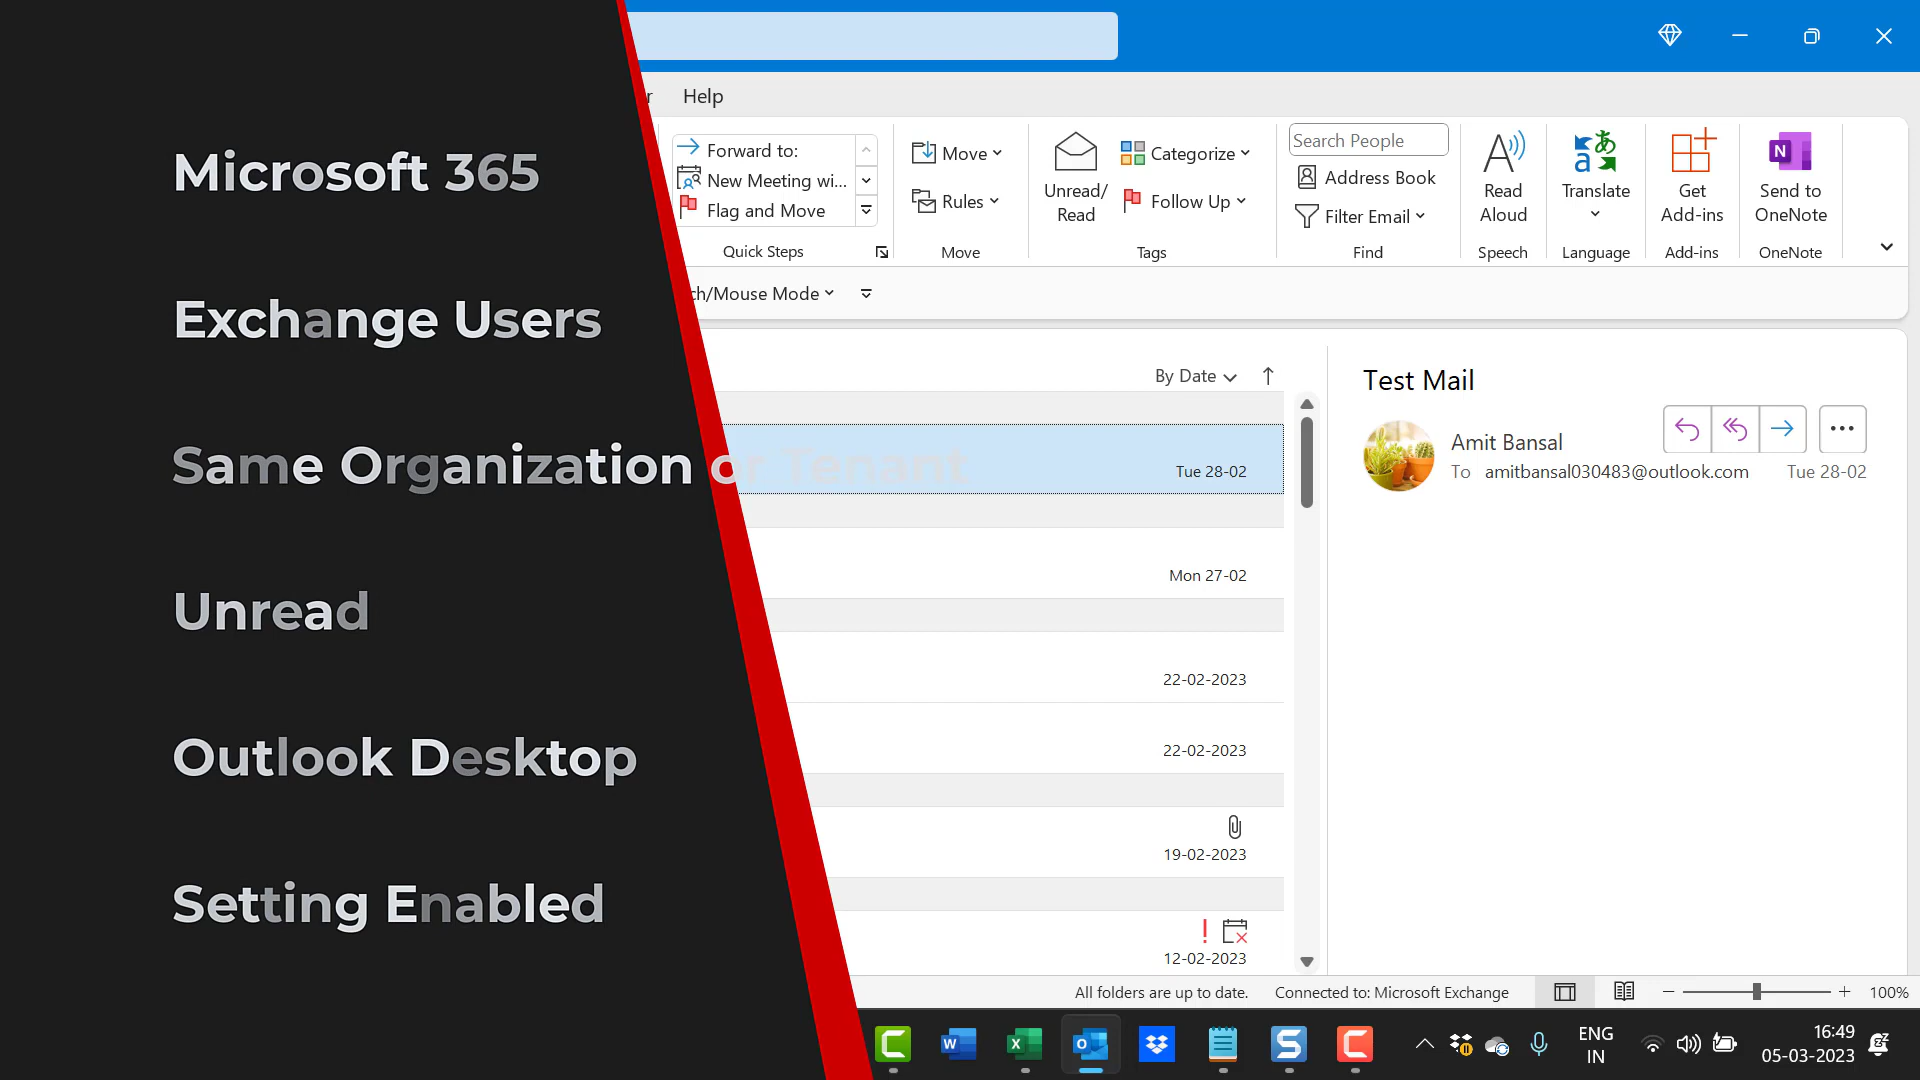 Microsoft 365
Exchange Users
Same Organization or Tenant
Unread
Outlook Desktop
Setting Enabled
r Help
Forward to:
New Meeting wi...
Flag and Move
Quick Steps
Move
Rules
Move
Unread/
Read
Categorize
Follow Up
Tags
Search People
Address Book
Filter Email
Find
Read
Aloud
Speech
Translate
Language
Get
Add-ins
Add-ins
Send to
OneNote
OneNote
ch/Mouse Mode
By Date
Tue 28-02
Mon 27-02
22-02-2023
22-02-2023
19-02-2023
12-02-2023
Test Mail
Amit Bansal
To amitbansal030483@outlook.com Tue 28-02
All folders are up to date. Connected to: Microsoft Exchange 100%
ENG
IN
16:49
05-03-2023